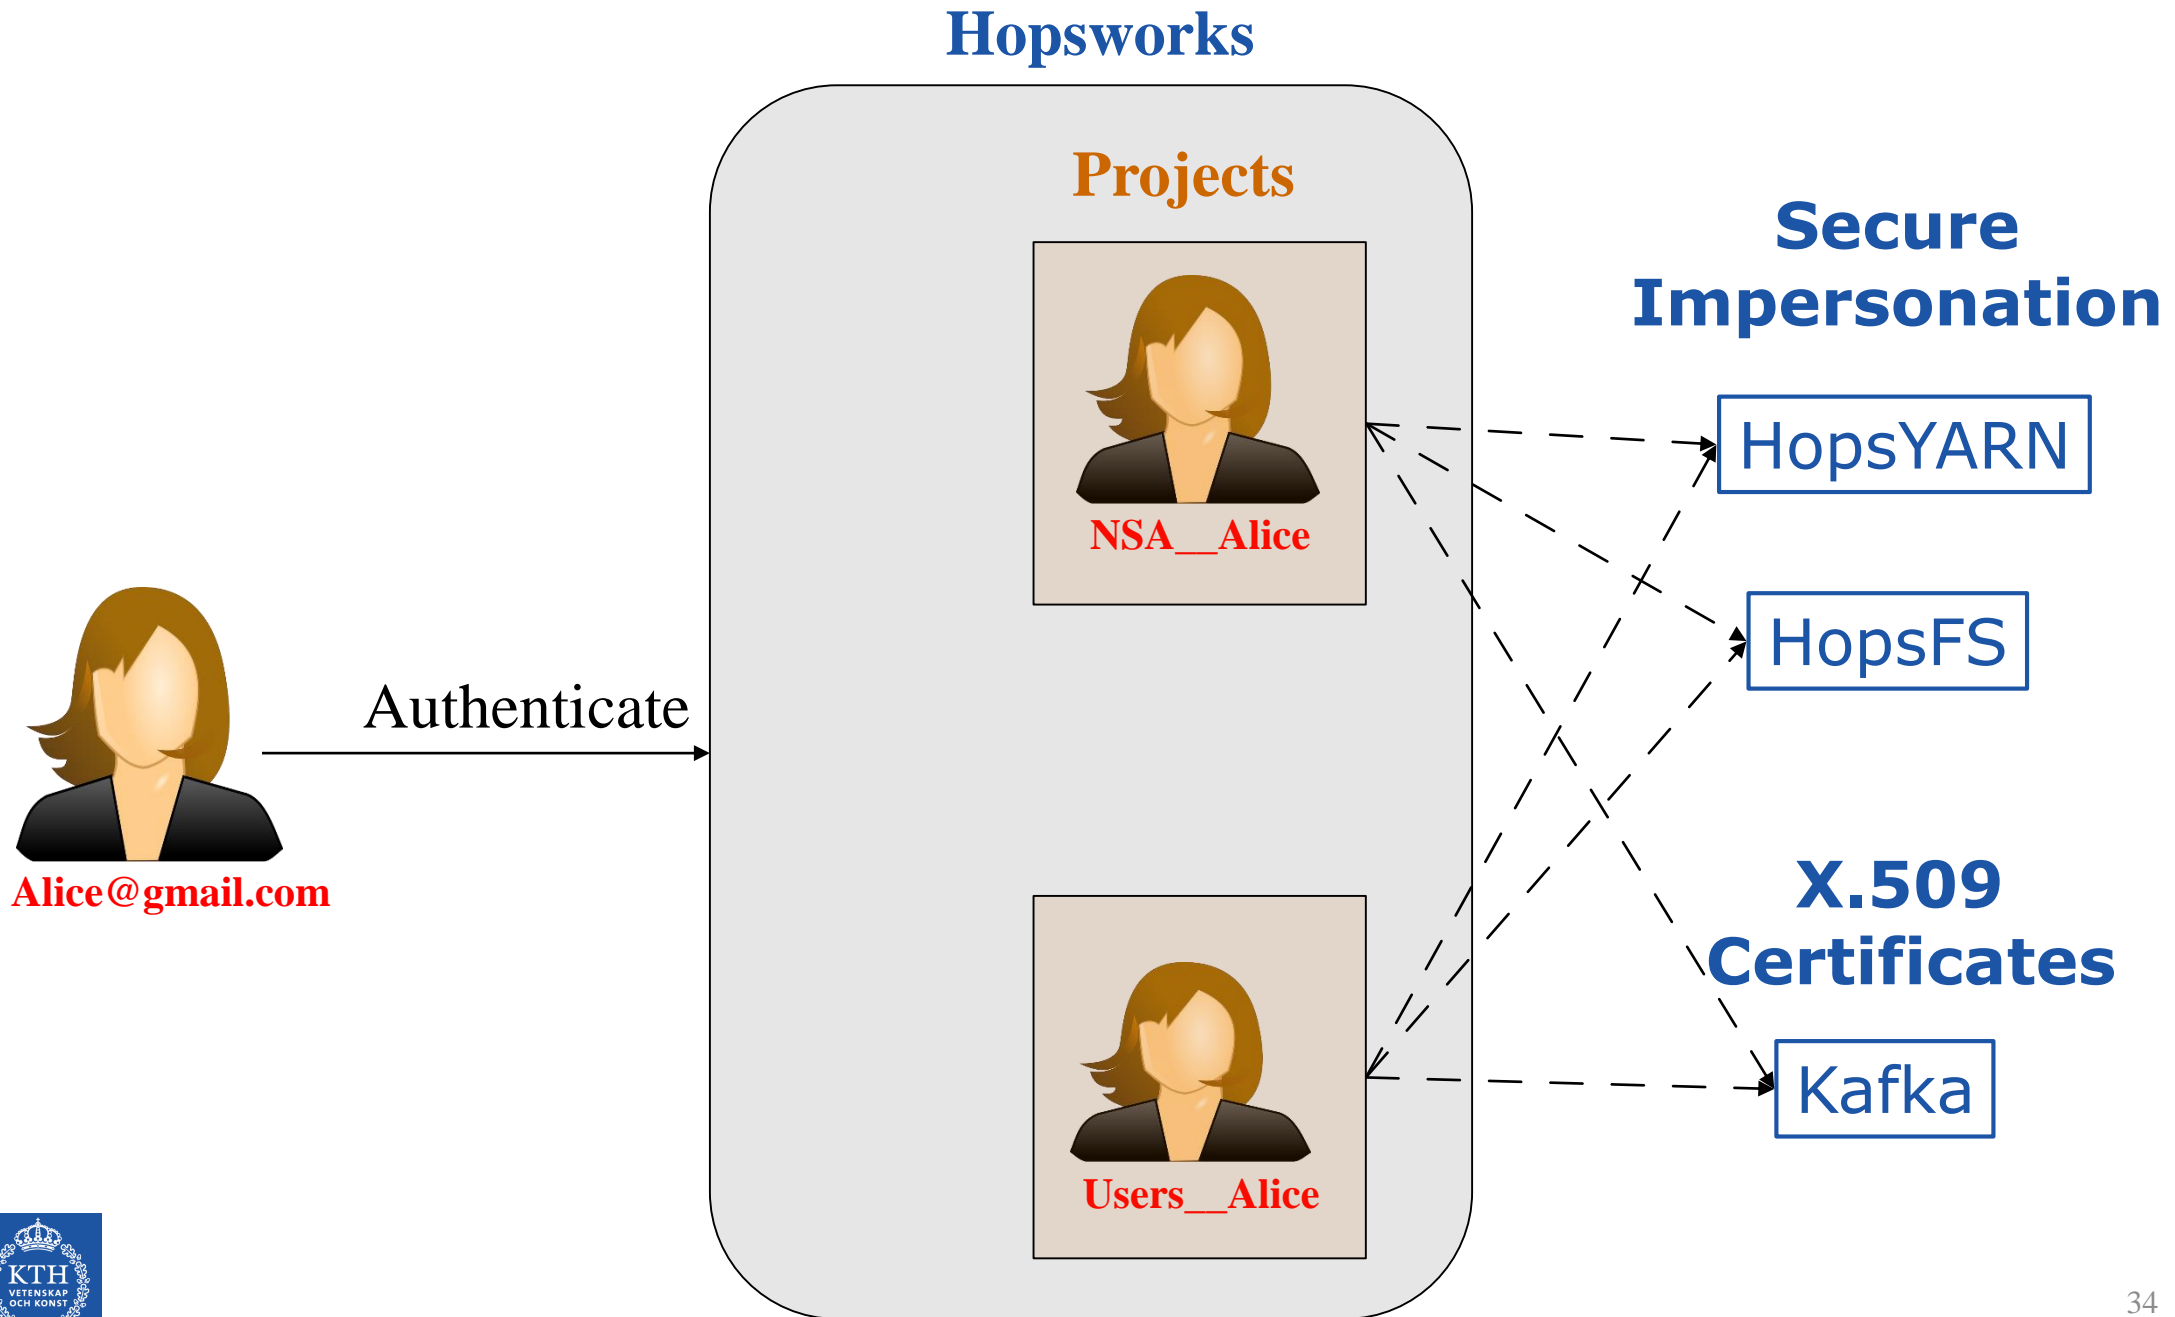 Hopsworks
Projects
Secure
Impersonation
HopsYARN
NSA__Alice
HopsFS
Authenticate
Alice@gmail.com
X.509
Certificates
Kafka
Users__Alice
KTH
VETENSKAP
OCH KONST
34